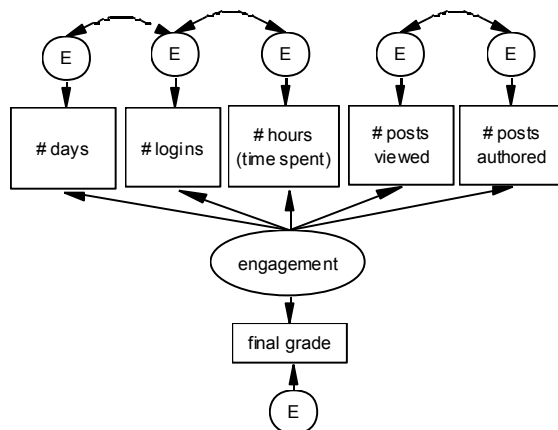 E E E E E
# days # logins # hours (time spent) # posts viewed # posts authored
engagement
final grade
E